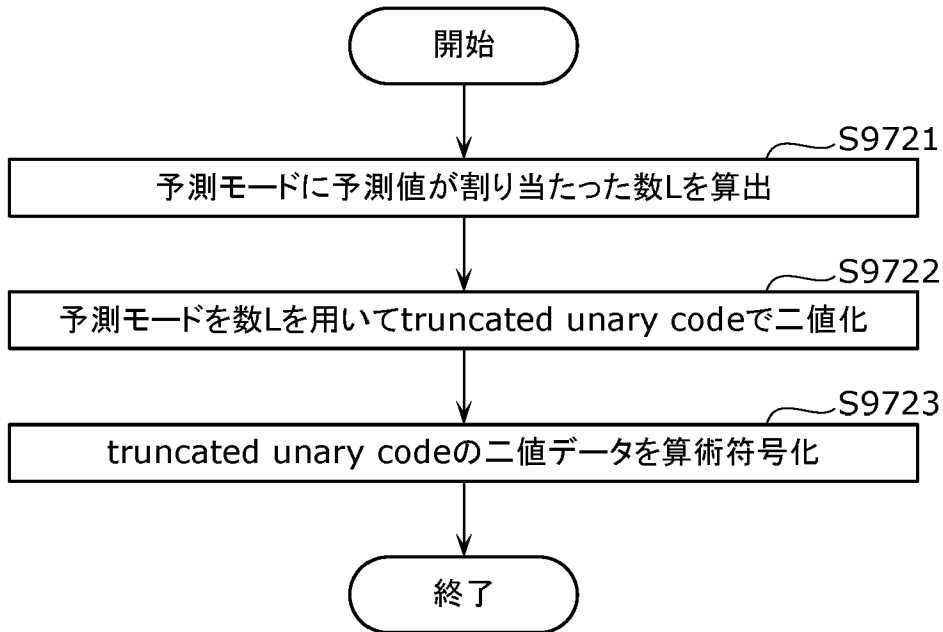 開始
S9721
予測モードに予測値が割り当たった数Lを算出
S9722
予測モードを数Lを用いてtruncated unary codeで二値化
S9723
truncated unary codeの二値データを算術符号化
終了